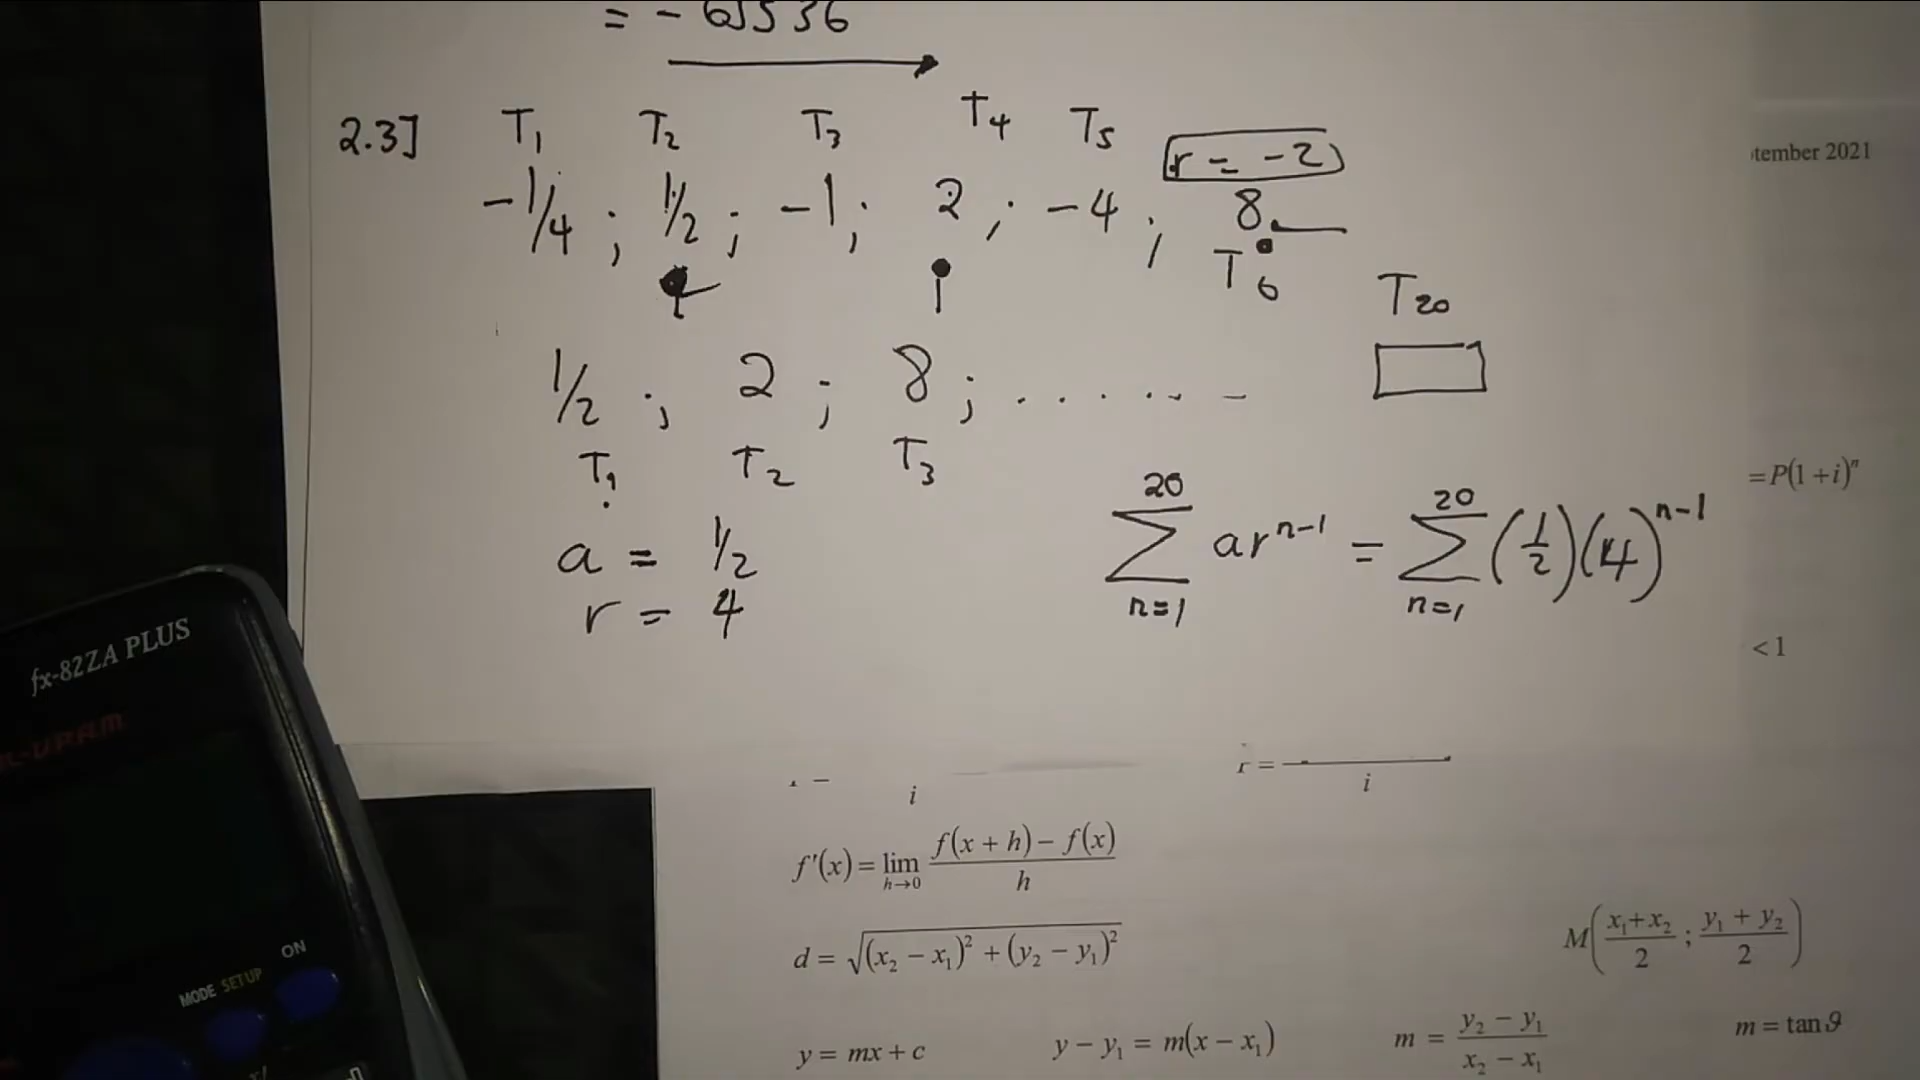 = - 65536
2.3] T1 T2 T3 T4 T5
r = -2
-1/4 ; 1/2 ; -1 ; 2 ; -4 ; 8
T6
T20
1/2 ; 2 ; 8 ; . . . . . -
T1 T2 T3
a = 1/2
r = 4
20 20
∑ ar^{n-1} = ∑ (1/2)(4)^{n-1}
n=1 n=1
tember 2021
=P(1+i)^n
< 1
fx-82ZA PLUS
ON
MODE SETUP
i
i
f'(x) = lim_{h→0} (f(x + h) − f(x))/h
d = √((x₂ − x₁)² + (y₂ − y₁)²) M((x₁+x₂)/2 ; (y₁ + y₂)/2)
y = mx + c y − y₁ = m(x − x₁) m = (y₂ − y₁)/(x₂ − x₁) m = tanθ